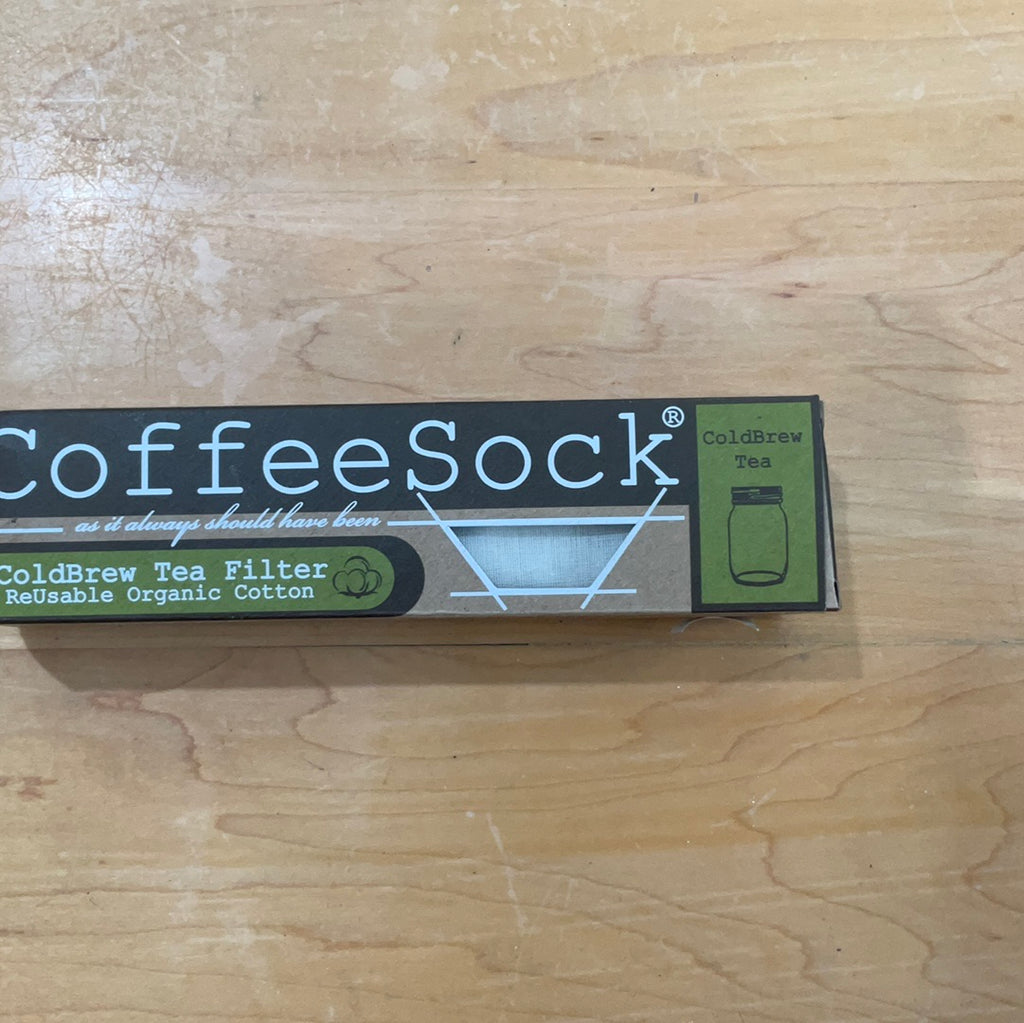 CoffeeSock®
as it always should have been
ColdBrew Tea Filter
ReUsable Organic Cotton
ColdBrew
Tea